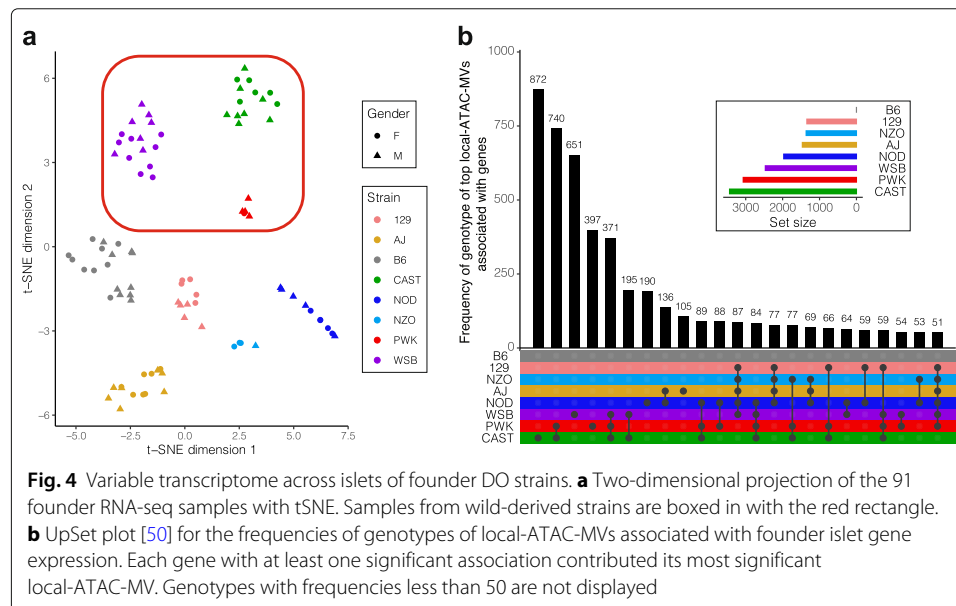 a
t−SNE dimension 2
6
3
0
−3
−6
−5.0 −2.5 0.0 2.5 5.0 7.5
t−SNE dimension 1
Gender
F
M
Strain
129
AJ
B6
CAST
NOD
NZO
PWK
WSB
b
Frequency of genotype of top local-ATAC-MVs
associated with genes
1000
750
500
250
0
872 740 651 397 371 195 190 136 105 89 88 87 84 77 77 69 66 64 59 59 54 53 51
B6
129
NZO
AJ
NOD
WSB
PWK
CAST
3000 2000 1000 0
Set size
B6
129
NZO
AJ
NOD
WSB
PWK
CAST
Fig. 4 Variable transcriptome across islets of founder DO strains. a Two-dimensional projection of the 91
founder RNA-seq samples with tSNE. Samples from wild-derived strains are boxed in with the red rectangle.
b UpSet plot [50] for the frequencies of genotypes of local-ATAC-MVs associated with founder islet gene
expression. Each gene with at least one significant association contributed its most significant
local-ATAC-MV. Genotypes with frequencies less than 50 are not displayed